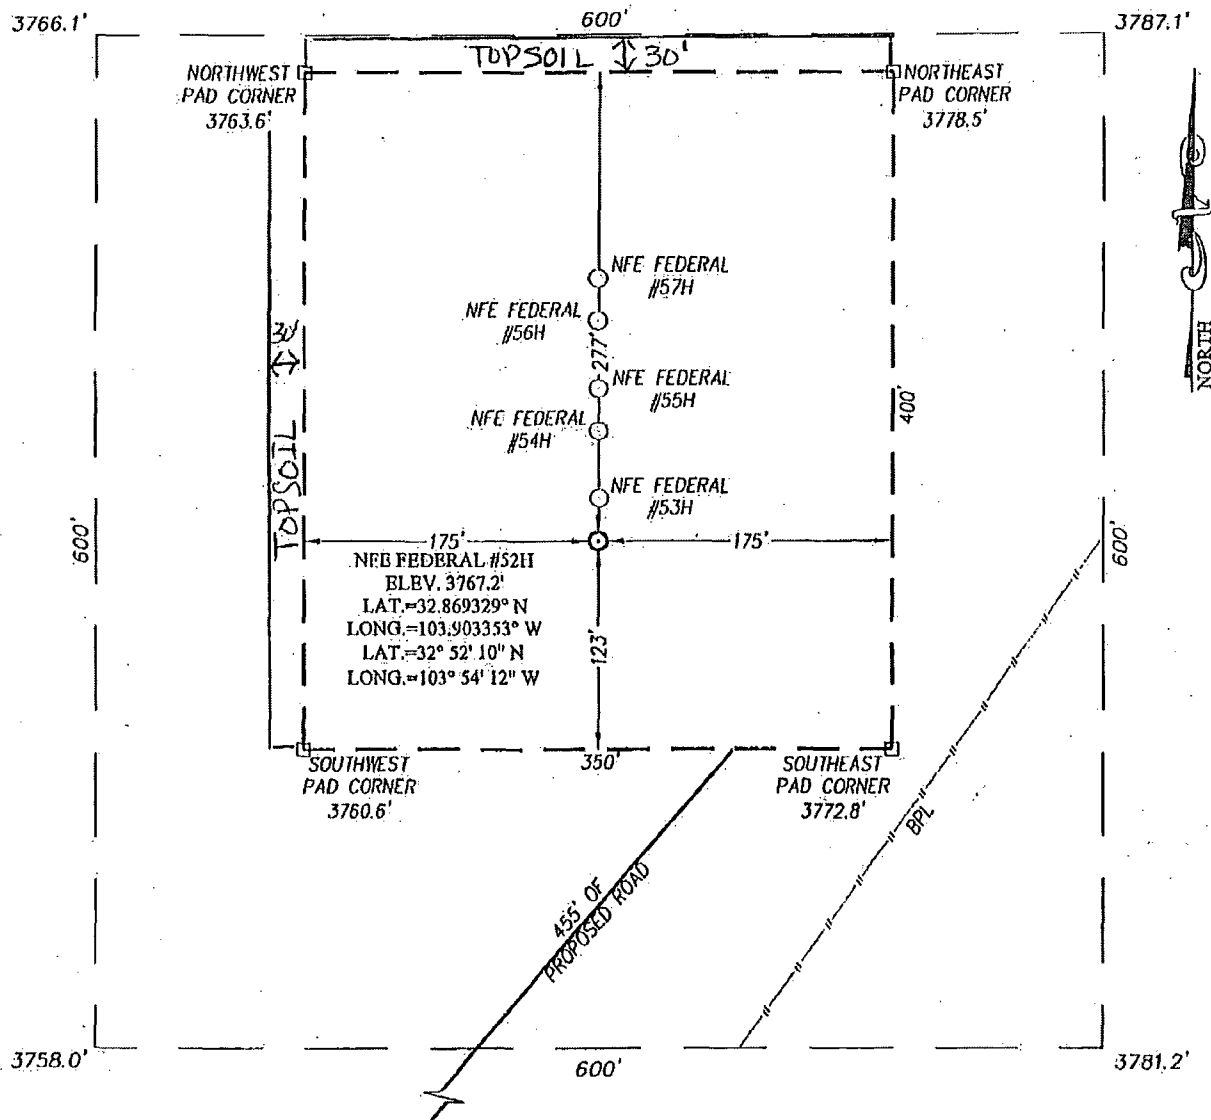 3766.1'
600'
3787.1'
TOPSOIL 30'
NORTHWEST
PAD CORNER
3763.6'
NORTHEAST
PAD CORNER
3778.5'
NORTH
NFE FEDERAL
#57H
NFE FEDERAL
#56H
277'
30'
NFE FEDERAL
#55H
400'
NFE FEDERAL
#54H
TOPSOIL
NFE FEDERAL
#53H
600'
175'
175'
600'
NFE FEDERAL #52H
ELEV. 3767.2'
LAT.=32.869329° N
LONG.=103.903353° W
LAT.=32° 52' 10" N
LONG.=103° 54' 12" W
123'
SOUTHWEST
PAD CORNER
3760.6'
350'
SOUTHEAST
PAD CORNER
3772.8'
BPL
455' OF
PROPOSED ROAD
3758.0'
600'
3781.2'